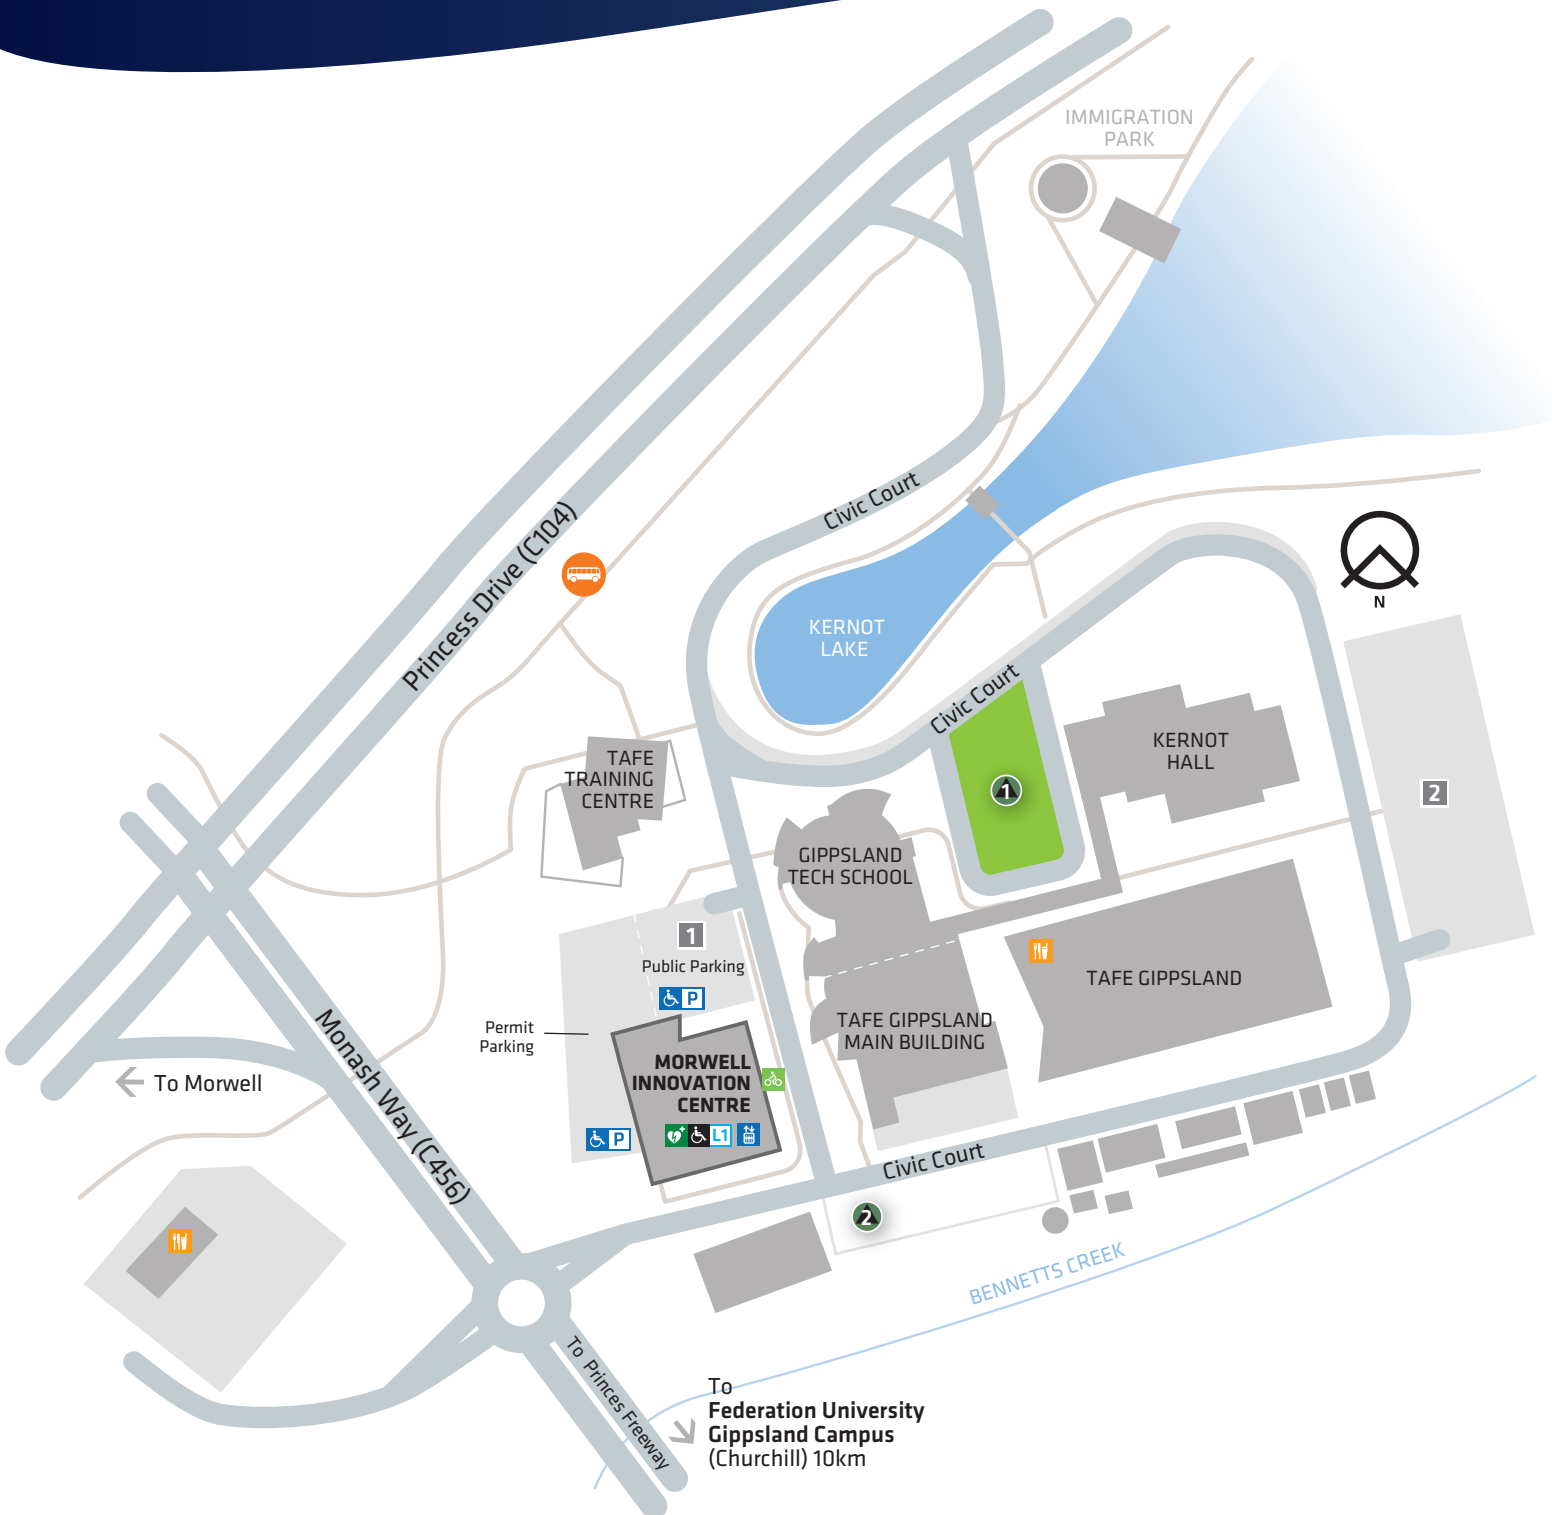 IMMIGRATION
PARK
Civic Court
Princess Drive (C104)
KERNOT
LAKE
N
Civic Court
KERNOT
HALL
TAFE
TRAINING
CENTRE
1
2
GIPPSLAND
TECH SCHOOL
1
Public Parking
P
TAFE GIPPSLAND
Permit
Parking
TAFE GIPPSLAND
MAIN BUILDING
Monash Way (C456)
To Morwell
MORWELL
INNOVATION
CENTRE
P
L1
Civic Court
2
BENNETTS CREEK
To Princes Freeway
To
Federation University
Gippsland Campus
(Churchill) 10km